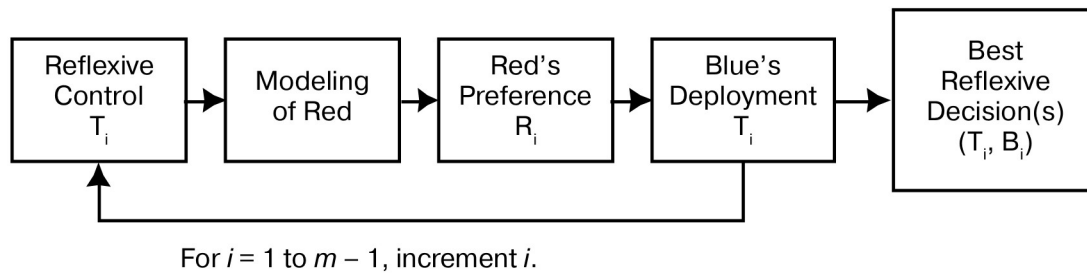 Reflexive
Control
Tᵢ
Modeling
of Red
Red's
Preference
Rᵢ
Blue's
Deployment
Tᵢ
Best
Reflexive
Decision(s)
(Tᵢ, Bᵢ)
For i = 1 to m – 1, increment i.